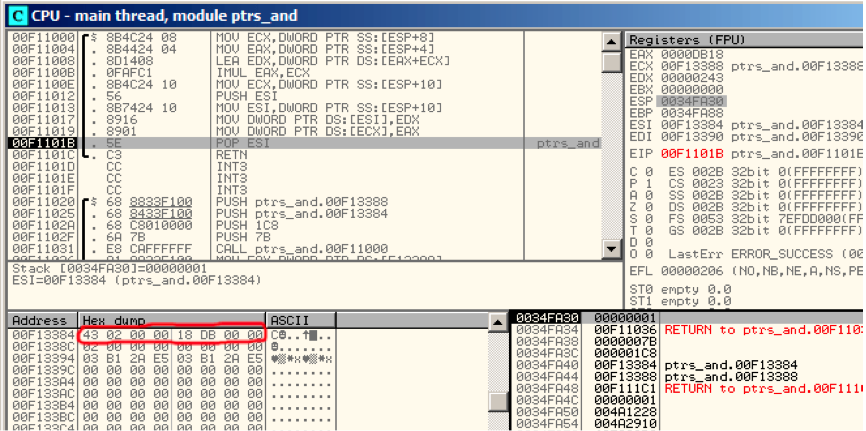 CPU - main thread, module ptrs_and
00F11000 $ 8B4C24 08 MOV ECX,DWORD PTR SS:[ESP+8]
00F11004 . 8B4424 04 MOV EAX,DWORD PTR SS:[ESP+4]
00F11008 . 8D1408 LEA EDX,DWORD PTR DS:[EAX+ECX]
00F1100B . 0FAFC1 IMUL EAX,ECX
00F1100E . 8B4C24 10 MOV ECX,DWORD PTR SS:[ESP+10]
00F11012 . 56 PUSH ESI
00F11013 . 8B7424 10 MOV ESI,DWORD PTR SS:[ESP+10]
00F11017 . 8916 MOV DWORD PTR DS:[ESI],EDX
00F11019 . 8901 MOV DWORD PTR DS:[ECX],EAX
00F1101B . 5E POP ESI ptrs_and
00F1101C . C3 RETN
00F1101D CC INT3
00F1101E CC INT3
00F1101F CC INT3
00F11020 $ 68 8833F100 PUSH ptrs_and.00F13388
00F11025 . 68 8433F100 PUSH ptrs_and.00F13384
00F1102A . 68 C8010000 PUSH 1C8
00F1102F . 6A 7B PUSH 7B
00F11031 . E8 CAFFFFFF CALL ptrs_and.00F11000
Stack [0034FA30]=00000001
ESI=00F13384 (ptrs_and.00F13384)
Registers (FPU)
EAX 0000DB18
ECX 00F13388 ptrs_and.00F13388
EDX 00000243
EBX 00000000
ESP 0034FA30
EBP 0034FA88
ESI 00F13384 ptrs_and.00F13384
EDI 00F13390 ptrs_and.00F13390
EIP 00F1101B ptrs_and.00F1101B
C 0 ES 002B 32bit 0(FFFFFFFF)
P 1 CS 0023 32bit 0(FFFFFFFF)
A 0 SS 002B 32bit 0(FFFFFFFF)
Z 0 DS 002B 32bit 0(FFFFFFFF)
S 0 FS 0053 32bit 7EFDD000(FF
T 0 GS 002B 32bit 0(FFFFFFFF)
D 0
O 0 LastErr ERROR_SUCCESS (00
EFL 00000206 (NO,NB,NE,A,NS,PE
ST0 empty 0.0
ST1 empty 0.0
Address Hex dump ASCII
00F13384 43 02 00 00 18 DB 00 00
00F1338C 02 00 00 00 00 00 00 00
00F13394 03 B1 2A E5 03 B1 2A E5
00F1339C 00 00 00 00 00 00 00 00 ........
00F133A4 00 00 00 00 00 00 00 00 ........
00F133AC 00 00 00 00 00 00 00 00 ........
00F133B4 00 00 00 00 00 00 00 00 ........
00F133BC 00 00 00 00 00 00 00 00 ........
00F133C4 00 00 00 00 00 00 00 00 ........
0034FA30 00000001
0034FA34 00F11036 RETURN to ptrs_and.00F1103
0034FA38 0000007B
0034FA3C 000001C8
0034FA40 00F13384 ptrs_and.00F13384
0034FA44 00F13388 ptrs_and.00F13388
0034FA48 00F111C1 RETURN to ptrs_and.00F111
0034FA4C 00000001
0034FA50 004A1228
0034FA54 004A2910